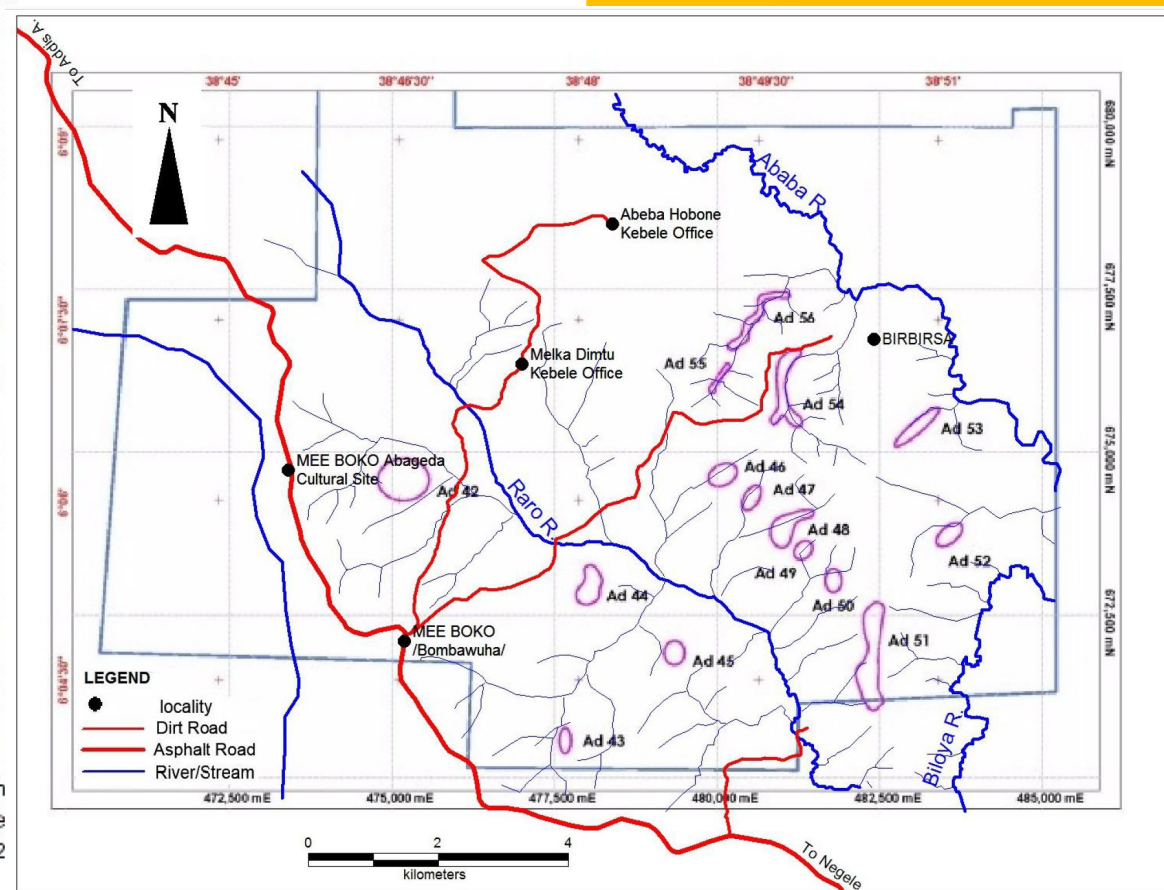 To Addis A.
38°45'
38°46'30"
38°48'
38°49'30"
38°51'
N
680,000 mN
677,500 mN
675,000 mN
672,500 mN
6°09'
6°07'30"
6°06'
6°04'30"
Ababa R.
Abeba Hobone
Kebele Office
Ad 56
BIRBIRSA
Melka Dimtu
Kebele Office
Ad 55
Ad 54
Ad 53
MEE BOKO Abageda
Cultural Site
Ad 42
Ad 46
Ad 47
Raro R.
Ad 48
Ad 49
Ad 52
Ad 50
Ad 44
MEE BOKO
/Bombawuha/
Ad 51
Ad 45
Ad 43
Bildya R.
LEGEND
locality
Dirt Road
Asphalt Road
River/Stream
472,500 mE
475,000 mE
477,500 mE
480,000 mE
482,500 mE
485,000 mE
0 2 4
kilometers
To Negele